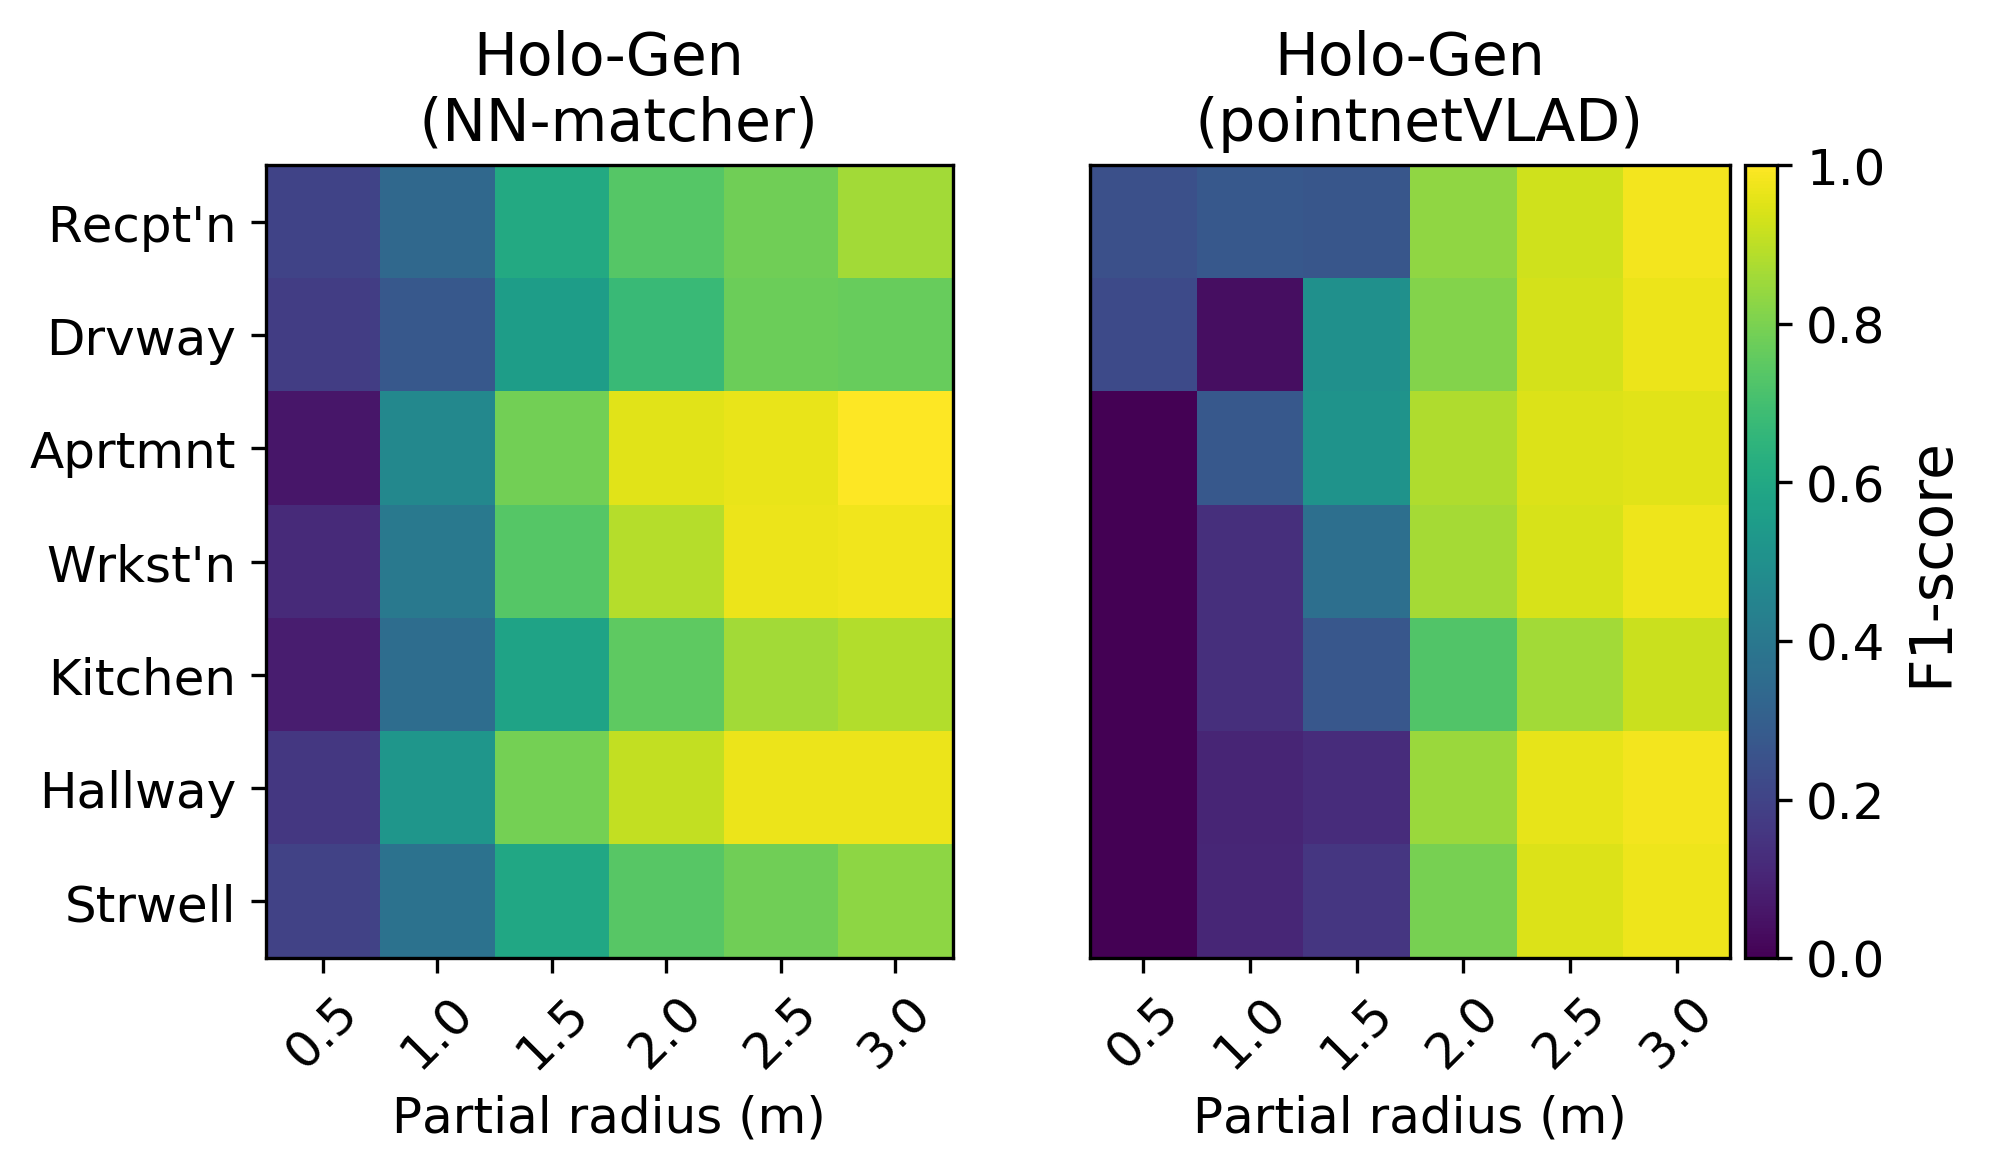 Holo-Gen
(NN-matcher)
Holo-Gen
(pointnetVLAD)
Recpt'n
Drvway
Aprtmnt
Wrkst'n
Kitchen
Hallway
Strwell
0.5 1.0 1.5 2.0 2.5 3.0
Partial radius (m)
0.5 1.0 1.5 2.0 2.5 3.0
Partial radius (m)
1.0
0.8
0.6
0.4
0.2
0.0
F1-score